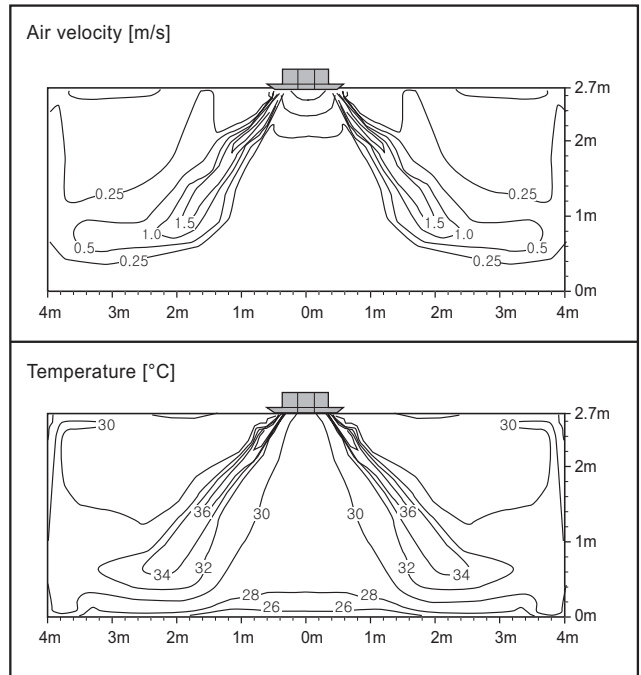 Air velocity [m/s]
2.7m
2m
0.25 0.25
1m
1.5 1.5
1.0 1.0
0.5 0.5
0.25 0.25
0m
4m 3m 2m 1m 0m 1m 2m 3m 4m
Temperature [°C]
30 30 2.7m
2m
36 30 30 36
1m
34 32 32 34
28 28
26 26 0m
4m 3m 2m 1m 0m 1m 2m 3m 4m